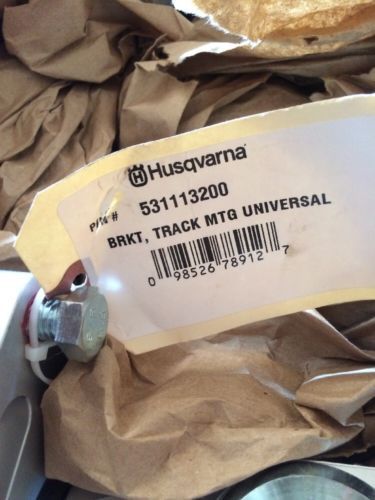 Husqvarna
P/N # 531113200
BRKT, TRACK MTG UNIVERSAL
0 98526 78912 7